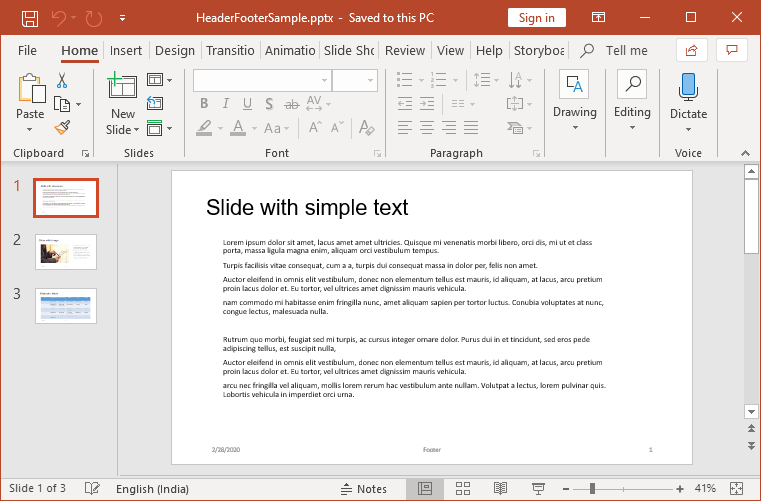 HeaderFooterSample.pptx - Saved to this PC
Sign in
File Home Insert Design Transitio Animatio Slide Sho Review View Help Storyboa Tell me
Paste
New
Slide
B I U S ab AV
A Aa A A A
Drawing
Editing
Dictate
Clipboard Slides Font Paragraph Voice
1
2
3
Slide with simple text
Lorem ipsum dolor sit amet, lacus amet amet ultricies. Quisque mi venenatis morbi libero, orci dis, mi ut et class
porta, massa ligula magna enim, aliquam orci vestibulum tempus.
Turpis facilisis vitae consequat, cum a a, turpis dui consequat massa in dolor per, felis non amet.
Auctor eleifend in omnis elit vestibulum, donec non elementum tellus est mauris, id aliquam, at lacus, arcu pretium
proin lacus dolor et. Eu tortor, vel ultrices amet dignissim mauris vehicula.
nam commodo mi habitasse enim fringilla nunc, amet aliquam sapien per tortor luctus. Conubia voluptates at nunc,
congue lectus, malesuada nulla.
Rutrum quo morbi, feugiat sed mi turpis, ac cursus integer ornare dolor. Purus dui in et tincidunt, sed eros pede
adipiscing tellus, est suscipit nulla,
Auctor eleifend in omnis elit vestibulum, donec non elementum tellus est mauris, id aliquam, at lacus, arcu pretium
proin lacus dolor et. Eu tortor, vel ultrices amet dignissim mauris vehicula.
arcu nec fringilla vel aliquam, mollis lorem rerum hac vestibulum ante nullam. Volutpat a lectus, lorem pulvinar quis.
Lobortis vehicula in imperdiet orci urna.
2/28/2020 Footer 1
Slide 1 of 3 English (India) Notes 41%